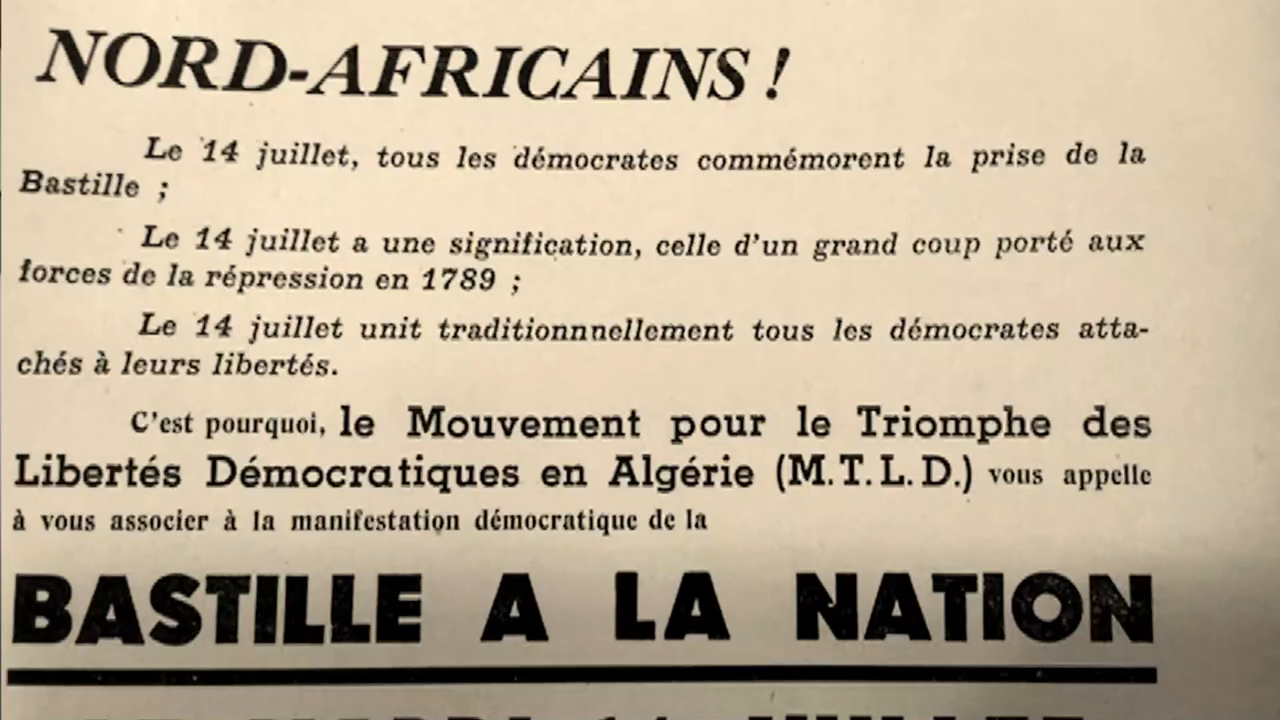 NORD-AFRICAINS !
Le 14 juillet, tous les démocrates commémorent la prise de la
Bastille ;
Le 14 juillet a une signification, celle d'un grand coup porté aux
forces de la répression en 1789 ;
Le 14 juillet unit traditionnnellement tous les démocrates atta-
chés à leurs libertés.
C'est pourquoi, le Mouvement pour le Triomphe des
Libertés Démocratiques en Algérie (M.T.L.D.) vous appelle
à vous associer à la manifestation démocratique de la
BASTILLE A LA NATION